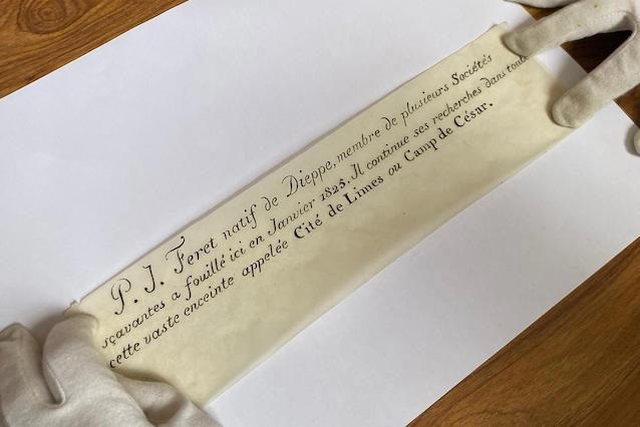 P. J. Feret natif de Dieppe, membre de plusieurs Sociétés
sçavantes a fouillé ici en Janvier 1825. Il continue ses recherches dans toute
cette vaste enceinte appelée Cité de Limes ou Camp de César.